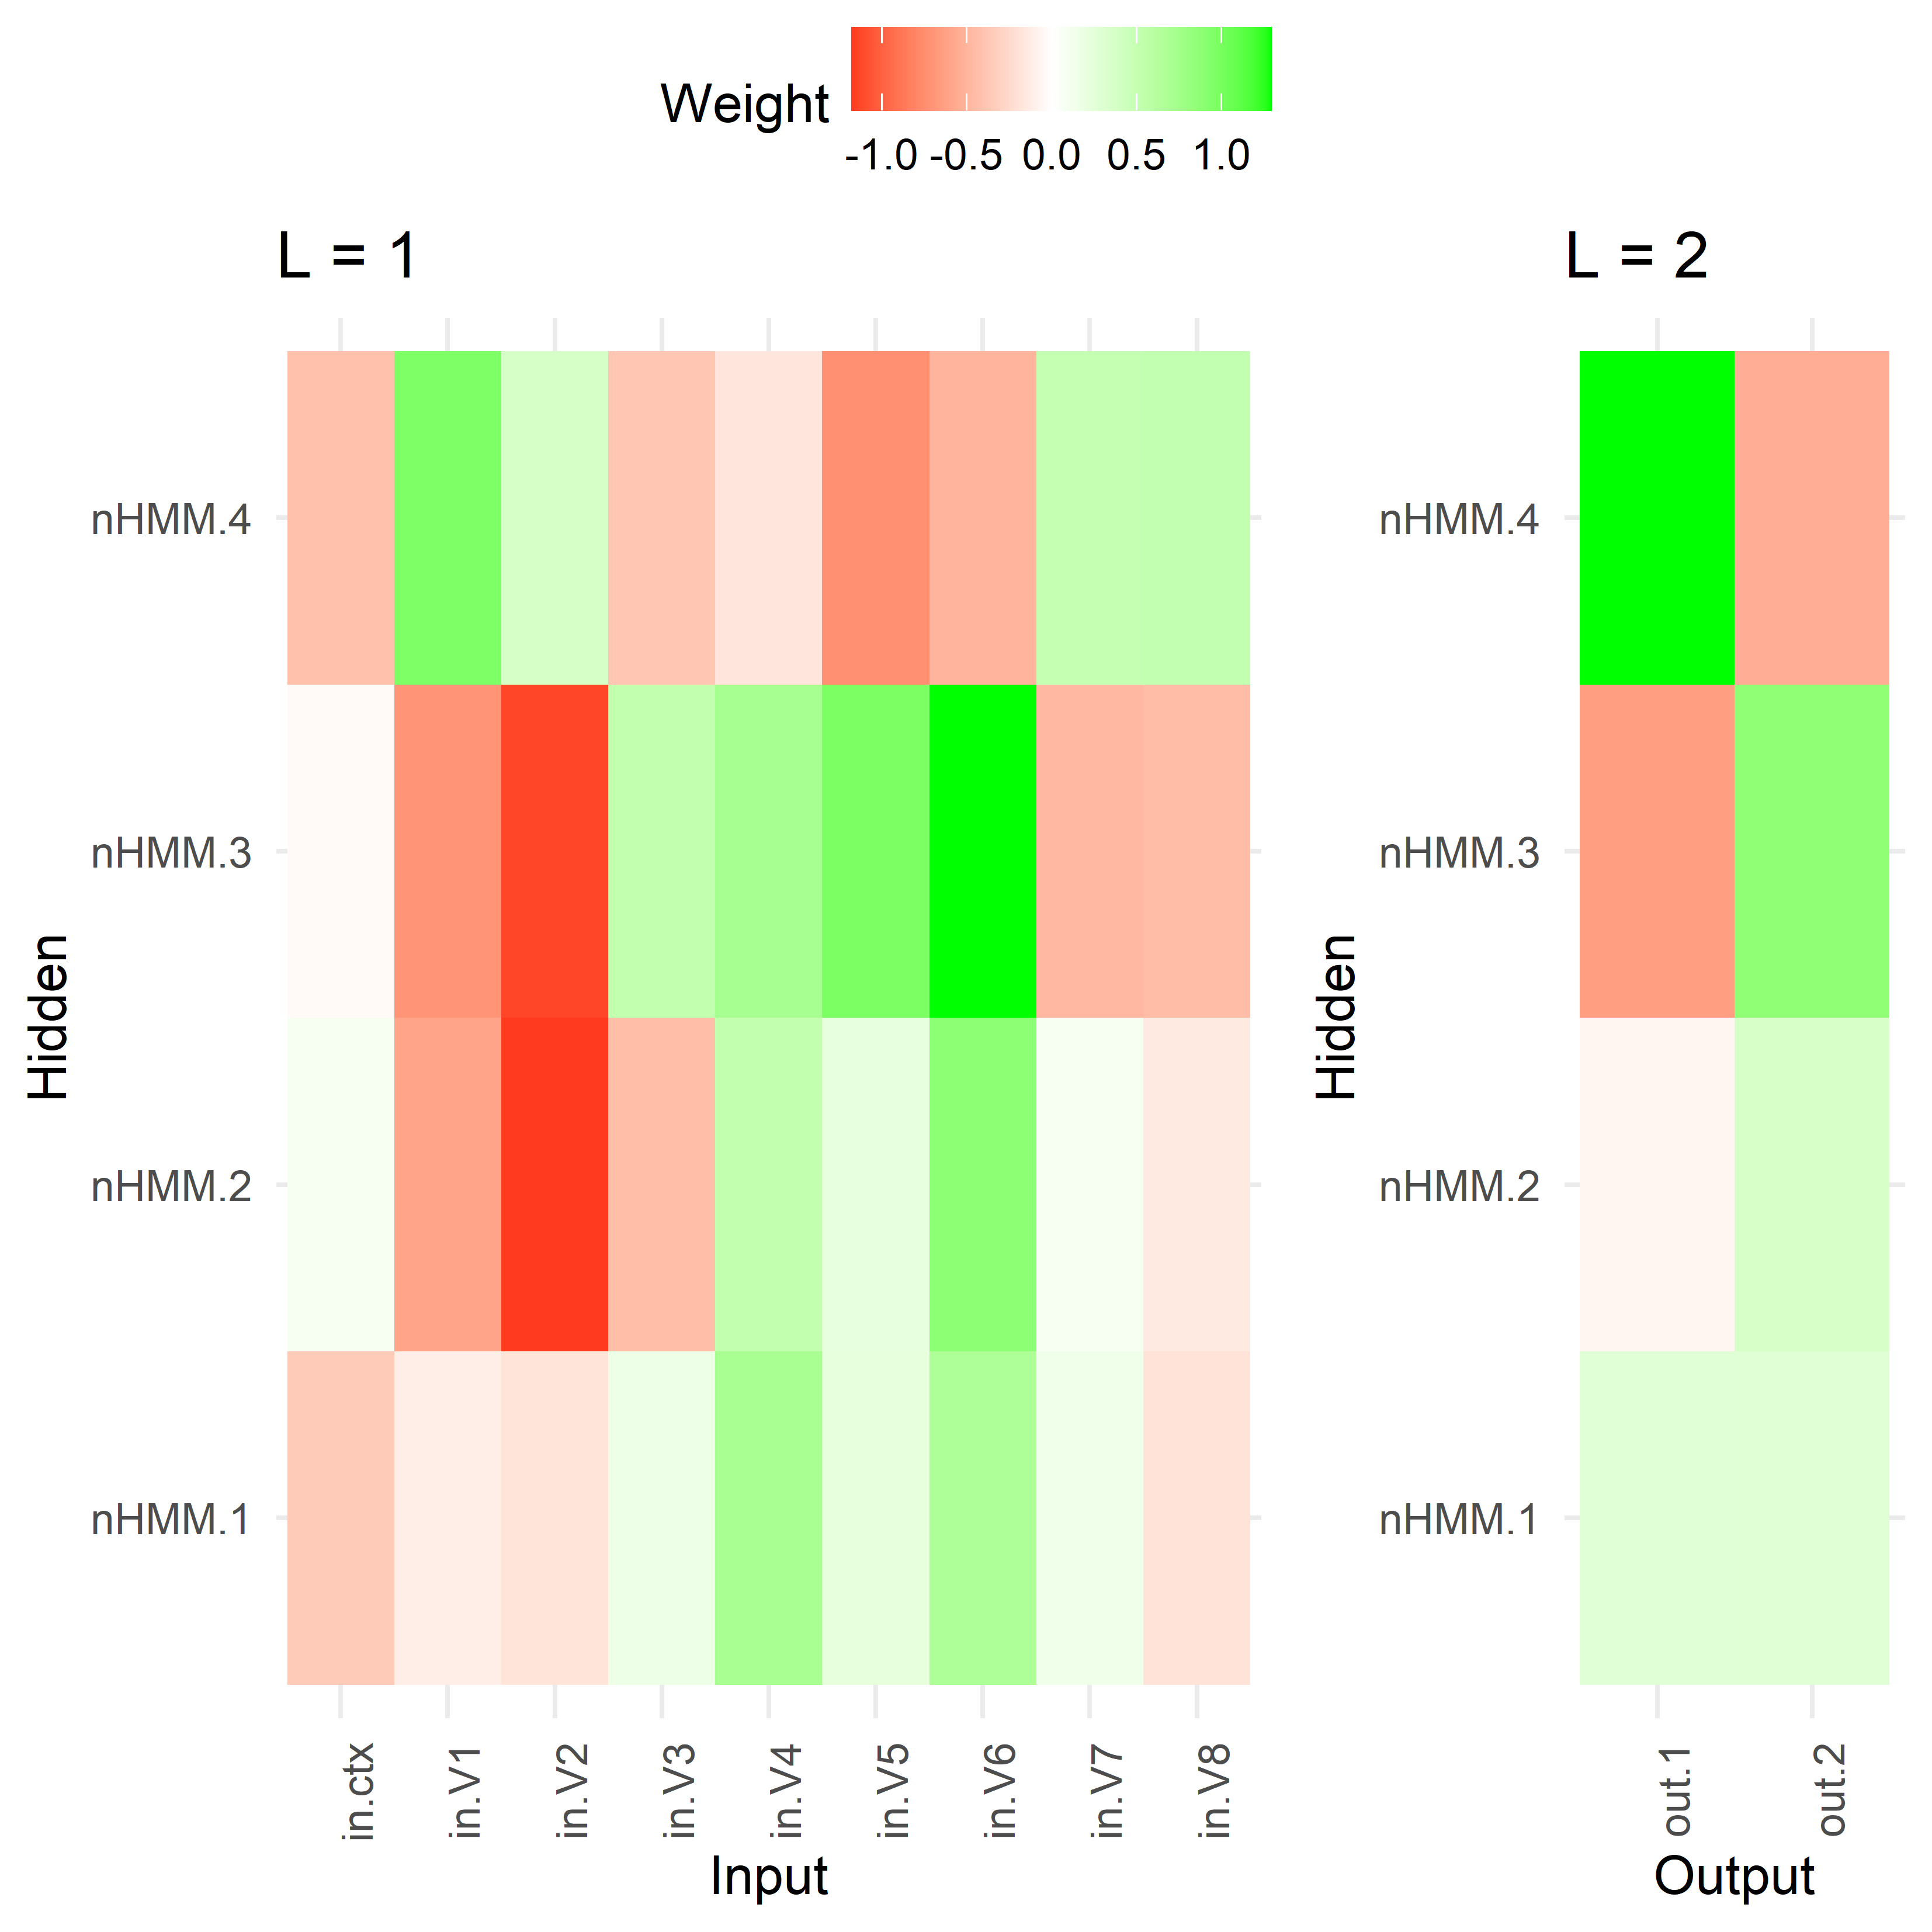 Weight
-1.0 -0.5 0.0 0.5 1.0
L = 1
L = 2
nHMM.4
nHMM.3
nHMM.2
nHMM.1
Hidden
in.ctx
in.V1
in.V2
in.V3
in.V4
in.V5
in.V6
in.V7
in.V8
Input
nHMM.4
nHMM.3
nHMM.2
nHMM.1
Hidden
out.1
out.2
Output